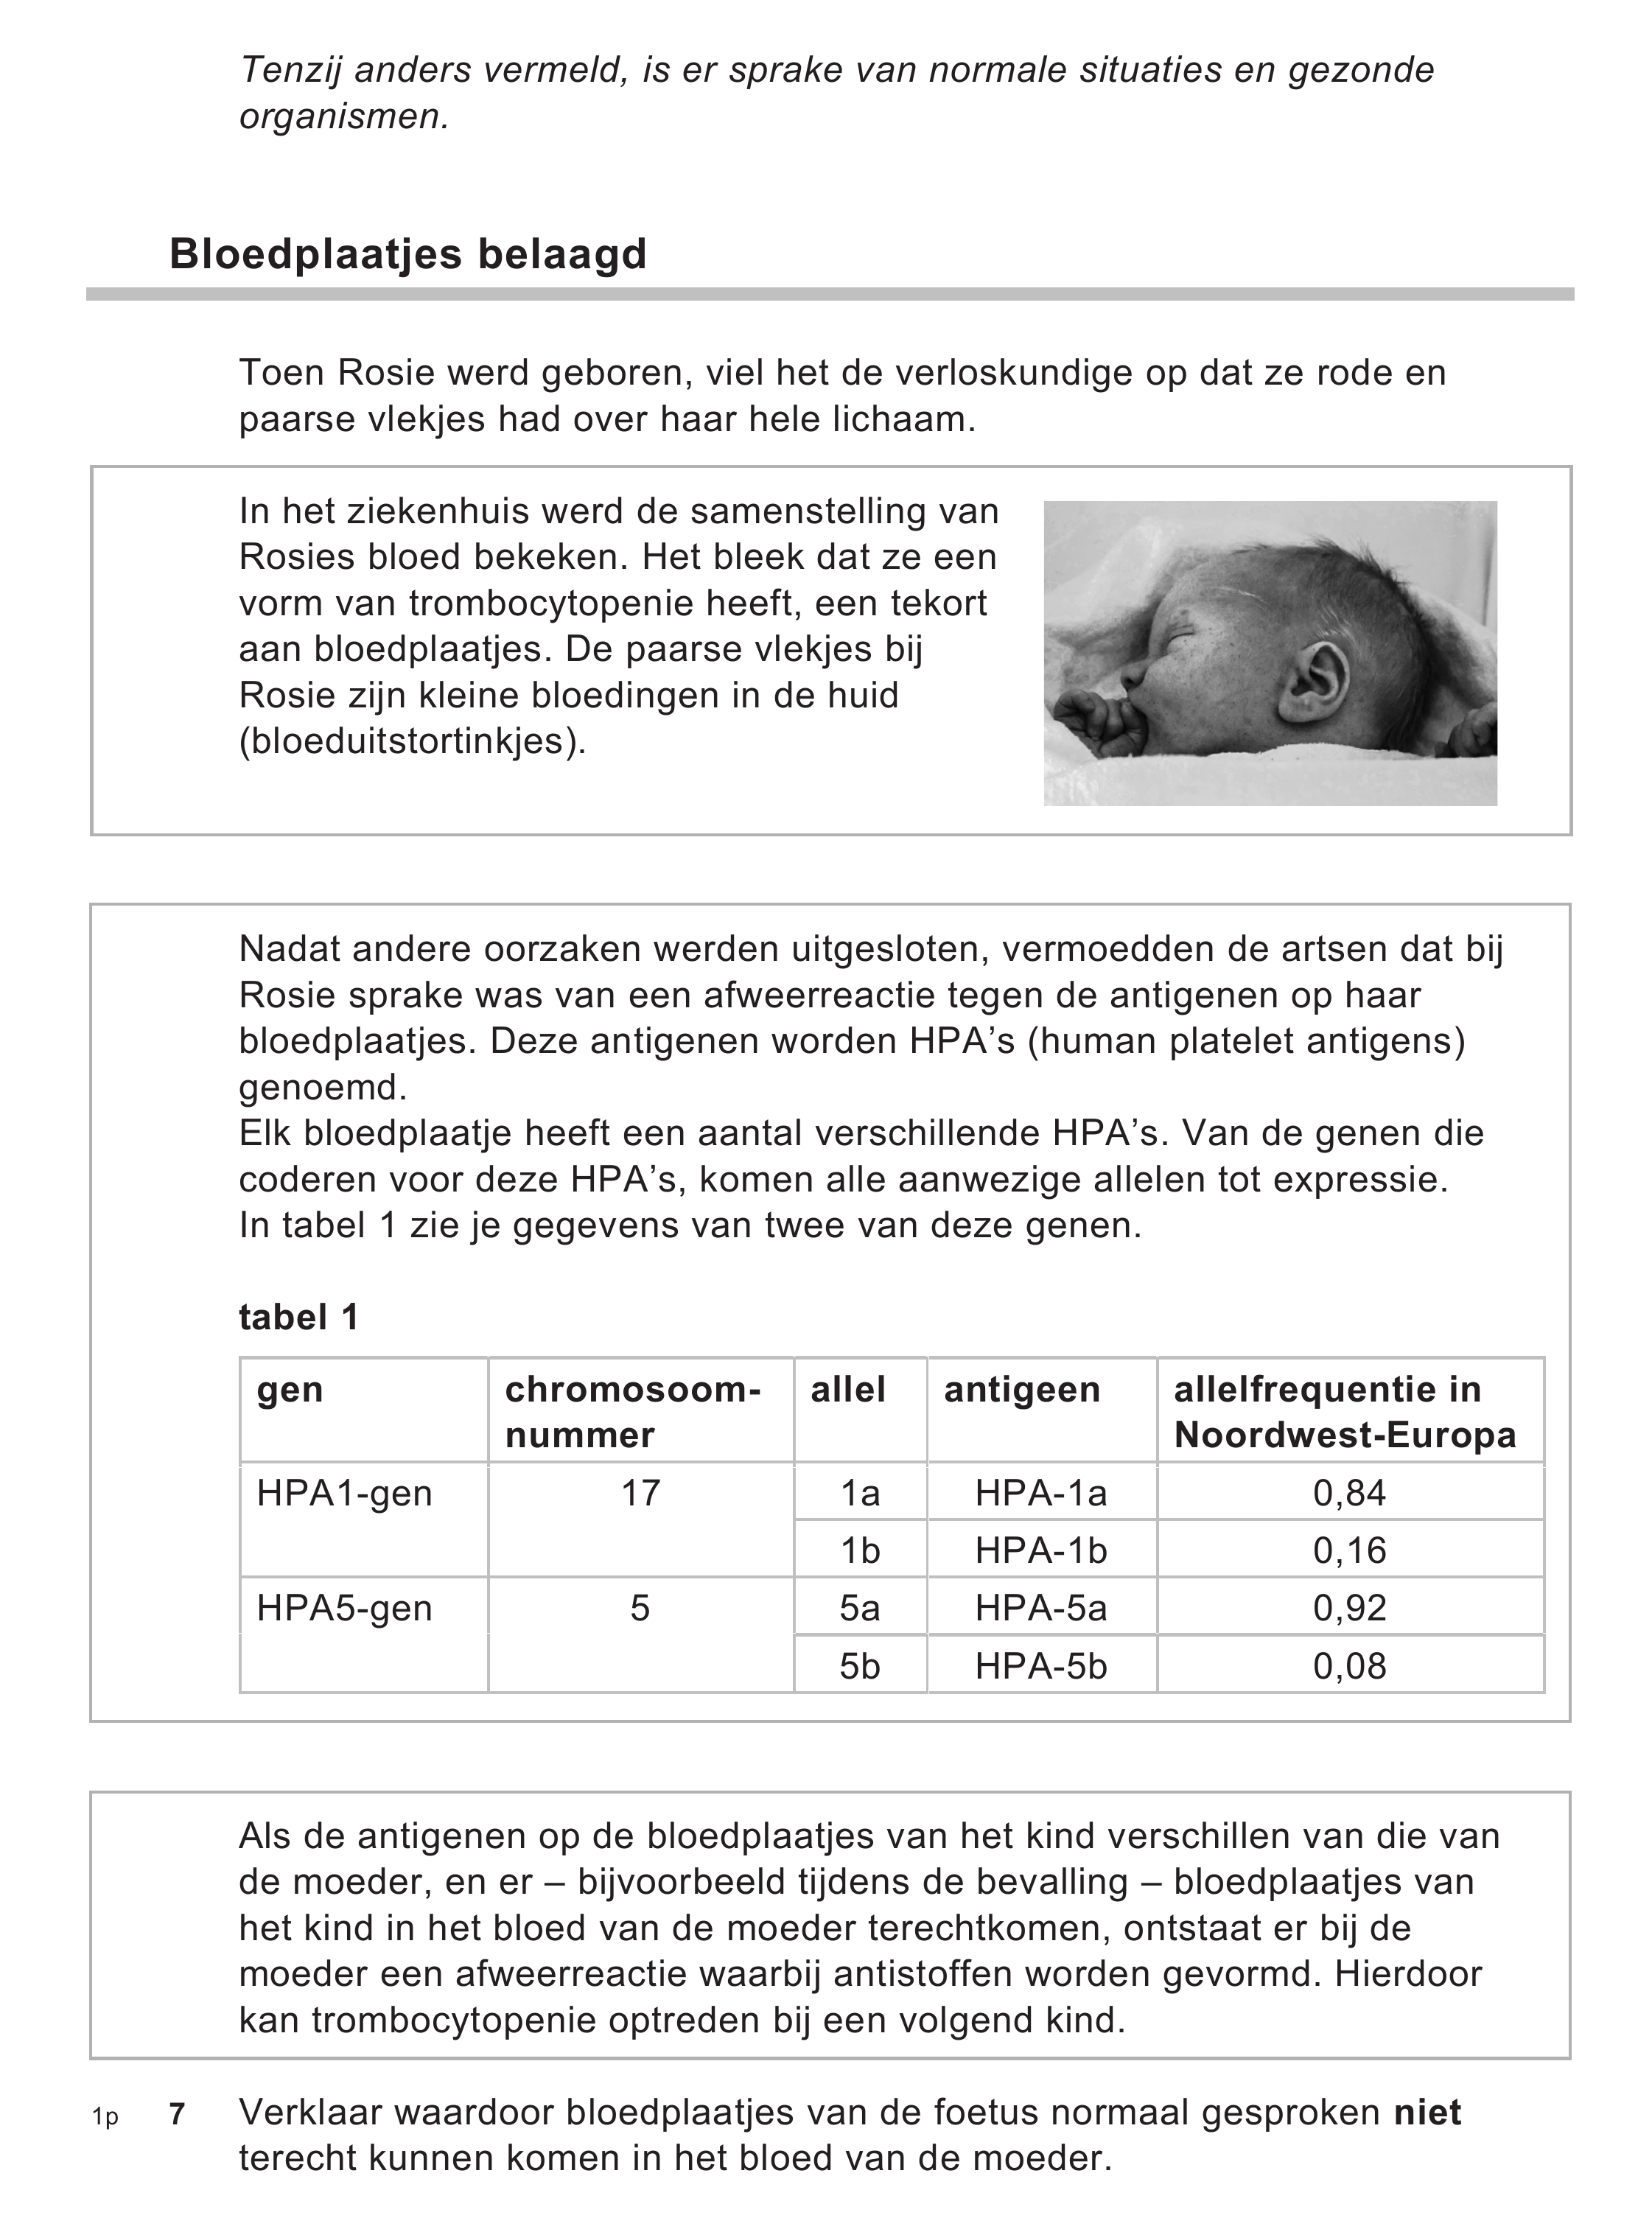 Tenzij anders vermeld, is er sprake van normale situaties en gezonde
organismen.
Bloedplaatjes belaagd
Toen Rosie werd geboren, viel het de verloskundige op dat ze rode en
paarse vlekjes had over haar hele lichaam.
In het ziekenhuis werd de samenstelling van
Rosies bloed bekeken. Het bleek dat ze een
vorm van trombocytopenie heeft, een tekort
aan bloedplaatjes. De paarse vlekjes bij
Rosie zijn kleine bloedingen in de huid
(bloeduitstortinkjes).
Nadat andere oorzaken werden uitgesloten, vermoedden de artsen dat bij
Rosie sprake was van een afweerreactie tegen de antigenen op haar
bloedplaatjes. Deze antigenen worden HPA’s (human platelet antigens)
genoemd.
Elk bloedplaatje heeft een aantal verschillende HPA’s. Van de genen die
coderen voor deze HPA’s, komen alle aanwezige allelen tot expressie.
In tabel 1 zie je gegevens van twee van deze genen.
tabel 1
gen chromosoom- allel antigeen allelfrequentie in
nummer Noordwest-Europa
HPA1-gen 17 1a HPA-1a 0,84
1b HPA-1b 0,16
HPA5-gen 5 5a HPA-5a 0,92
5b HPA-5b 0,08
Als de antigenen op de bloedplaatjes van het kind verschillen van die van
de moeder, en er – bijvoorbeeld tijdens de bevalling – bloedplaatjes van
het kind in het bloed van de moeder terechtkomen, ontstaat er bij de
moeder een afweerreactie waarbij antistoffen worden gevormd. Hierdoor
kan trombocytopenie optreden bij een volgend kind.
1p 7 Verklaar waardoor bloedplaatjes van de foetus normaal gesproken niet
terecht kunnen komen in het bloed van de moeder.